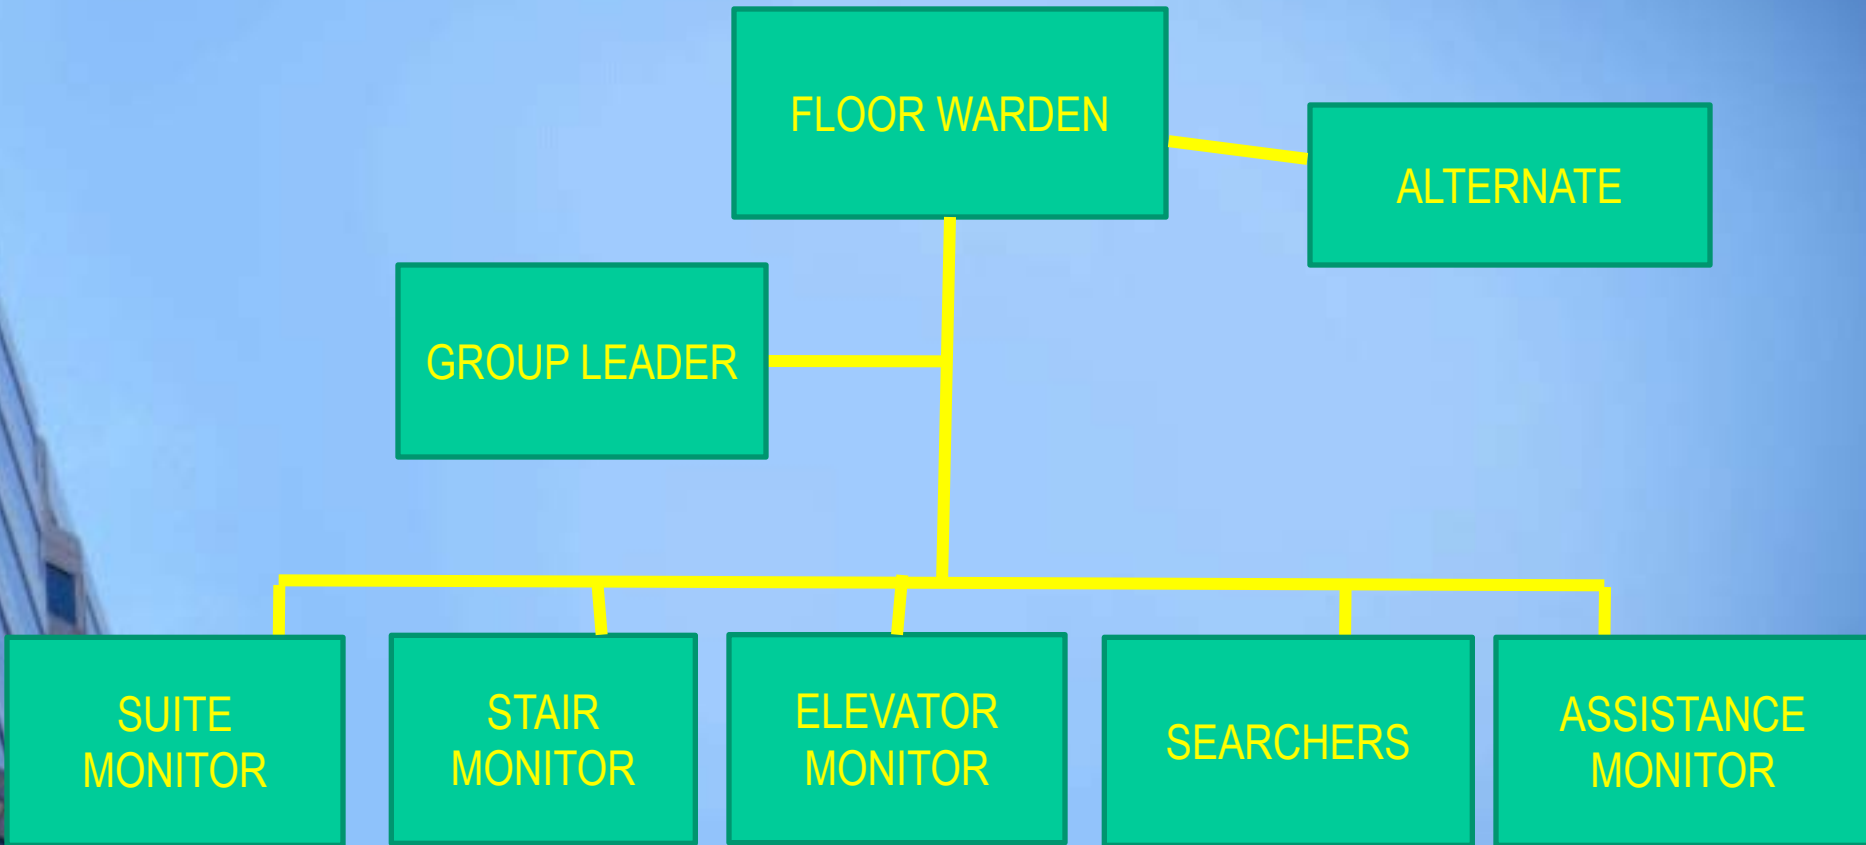 FLOOR WARDEN
ALTERNATE
GROUP LEADER
SUITE
MONITOR
STAIR
MONITOR
ELEVATOR
MONITOR
SEARCHERS
ASSISTANCE
MONITOR